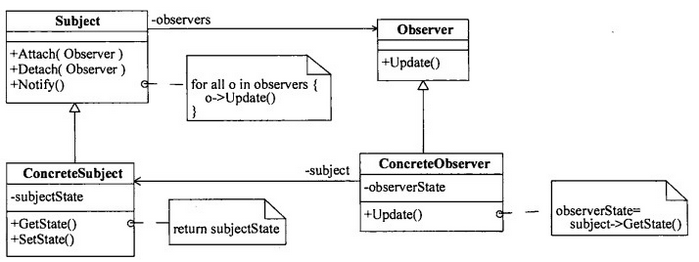 Subject
+Attach( Observer )
+Detach( Observer )
+Notify()
-observers
Observer
+Update()
for all o in observers {
o->Update()
}
ConcreteSubject
-subjectState
+GetState()
+SetState()
return subjectState
-subject
ConcreteObserver
-observerState
+Update()
observerState=
subject->GetState()